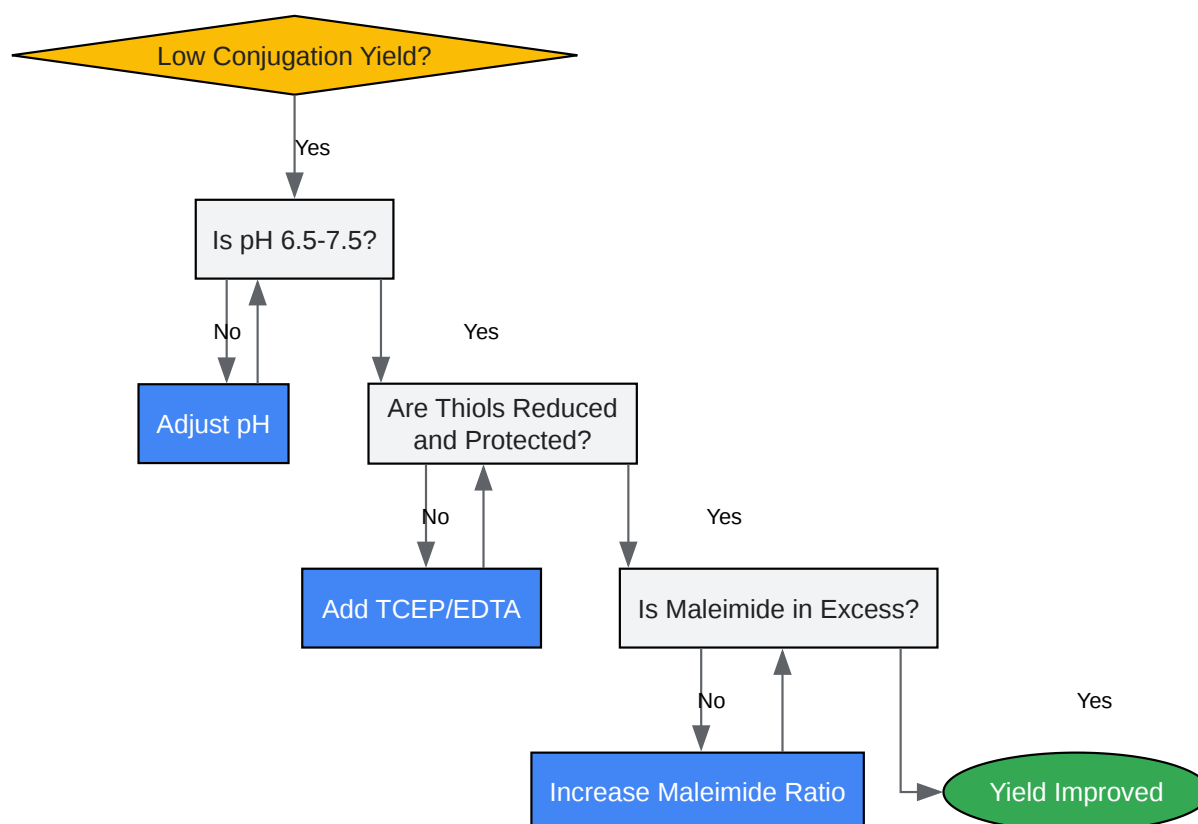 Low Conjugation Yield?
Yes
Is pH 6.5-7.5?
No
Yes
Adjust pH
Are Thiols Reduced
and Protected?
No
Yes
Add TCEP/EDTA
Is Maleimide in Excess?
No
Yes
Increase Maleimide Ratio
Yield Improved